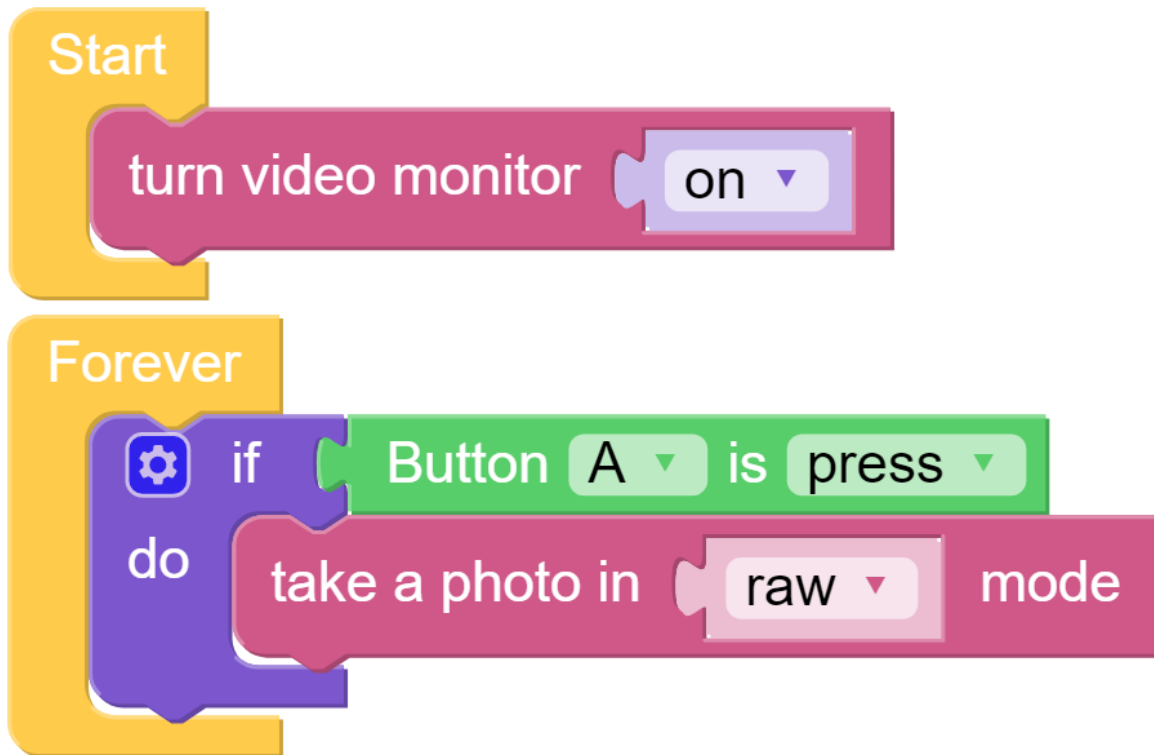 Start
turn video monitor on
Forever
if Button A is press
do take a photo in raw mode